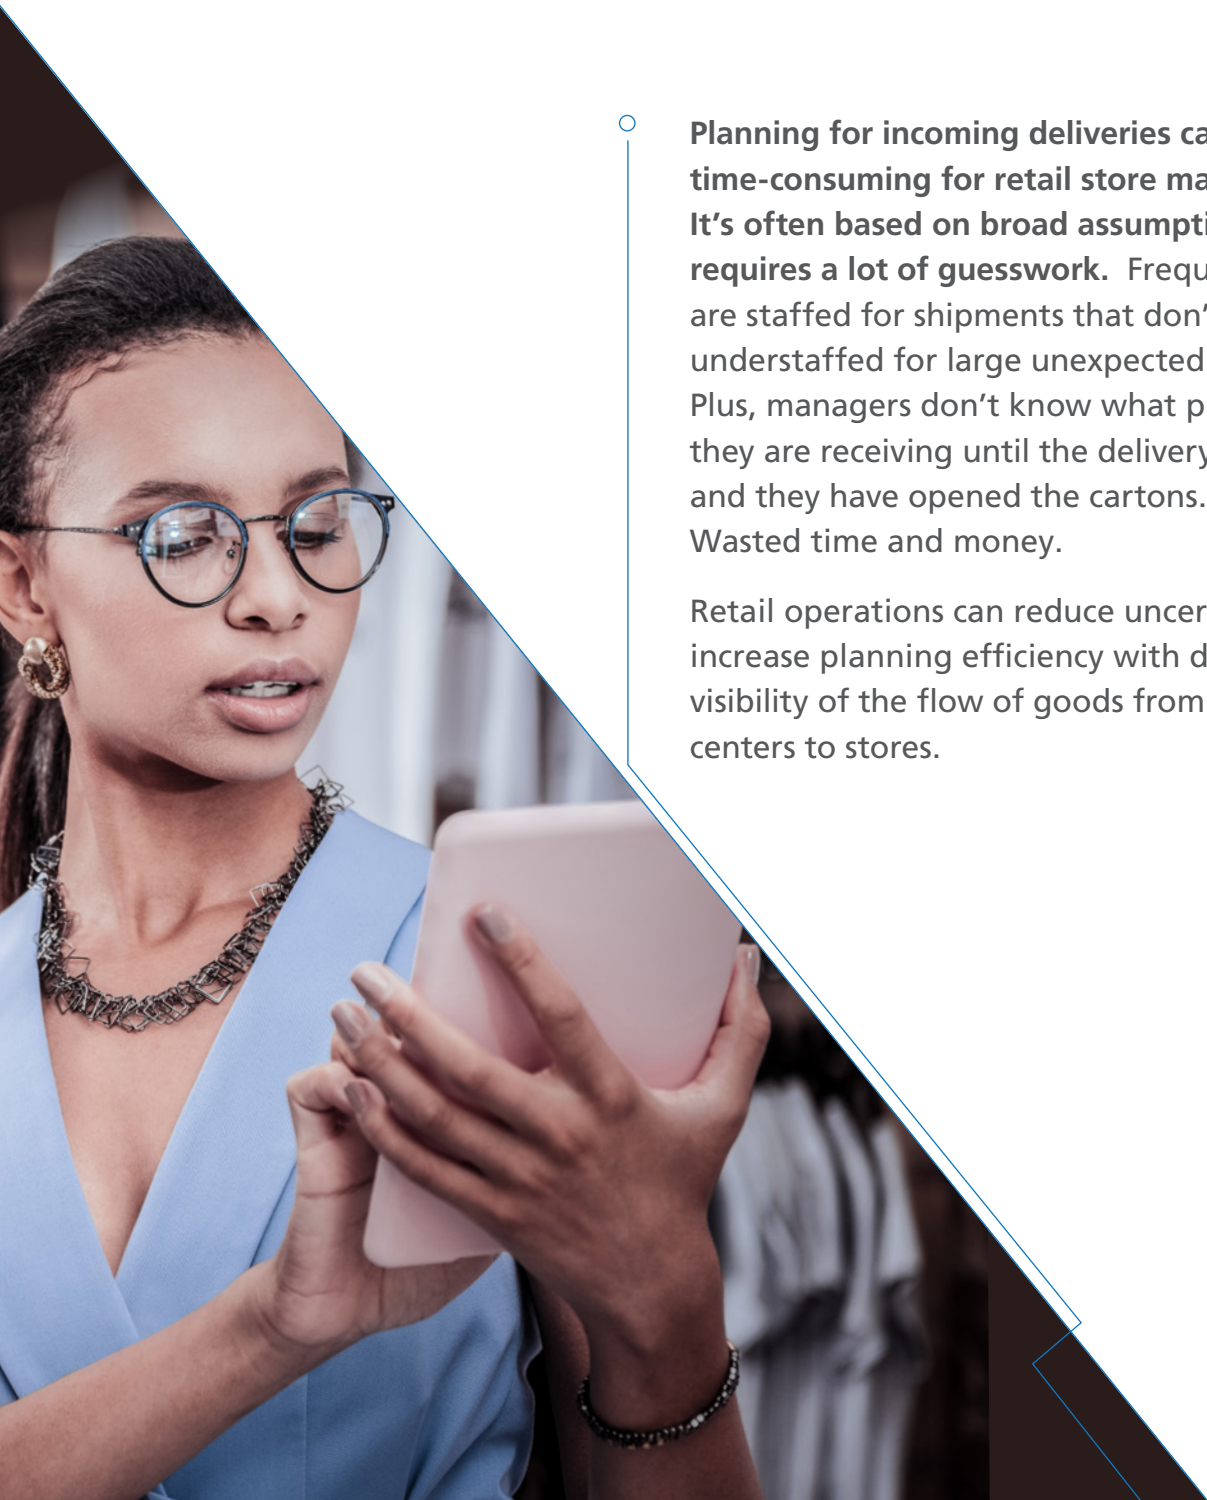 Planning for incoming deliveries ca
time-consuming for retail store ma
It’s often based on broad assumpti
requires a lot of guesswork.  Frequ
are staffed for shipments that don’
understaffed for large unexpected
Plus, managers don’t know what p
they are receiving until the delivery
and they have opened the cartons.
Wasted time and money.
Retail operations can reduce uncer
increase planning efficiency with d
visibility of the flow of goods from
centers to stores.